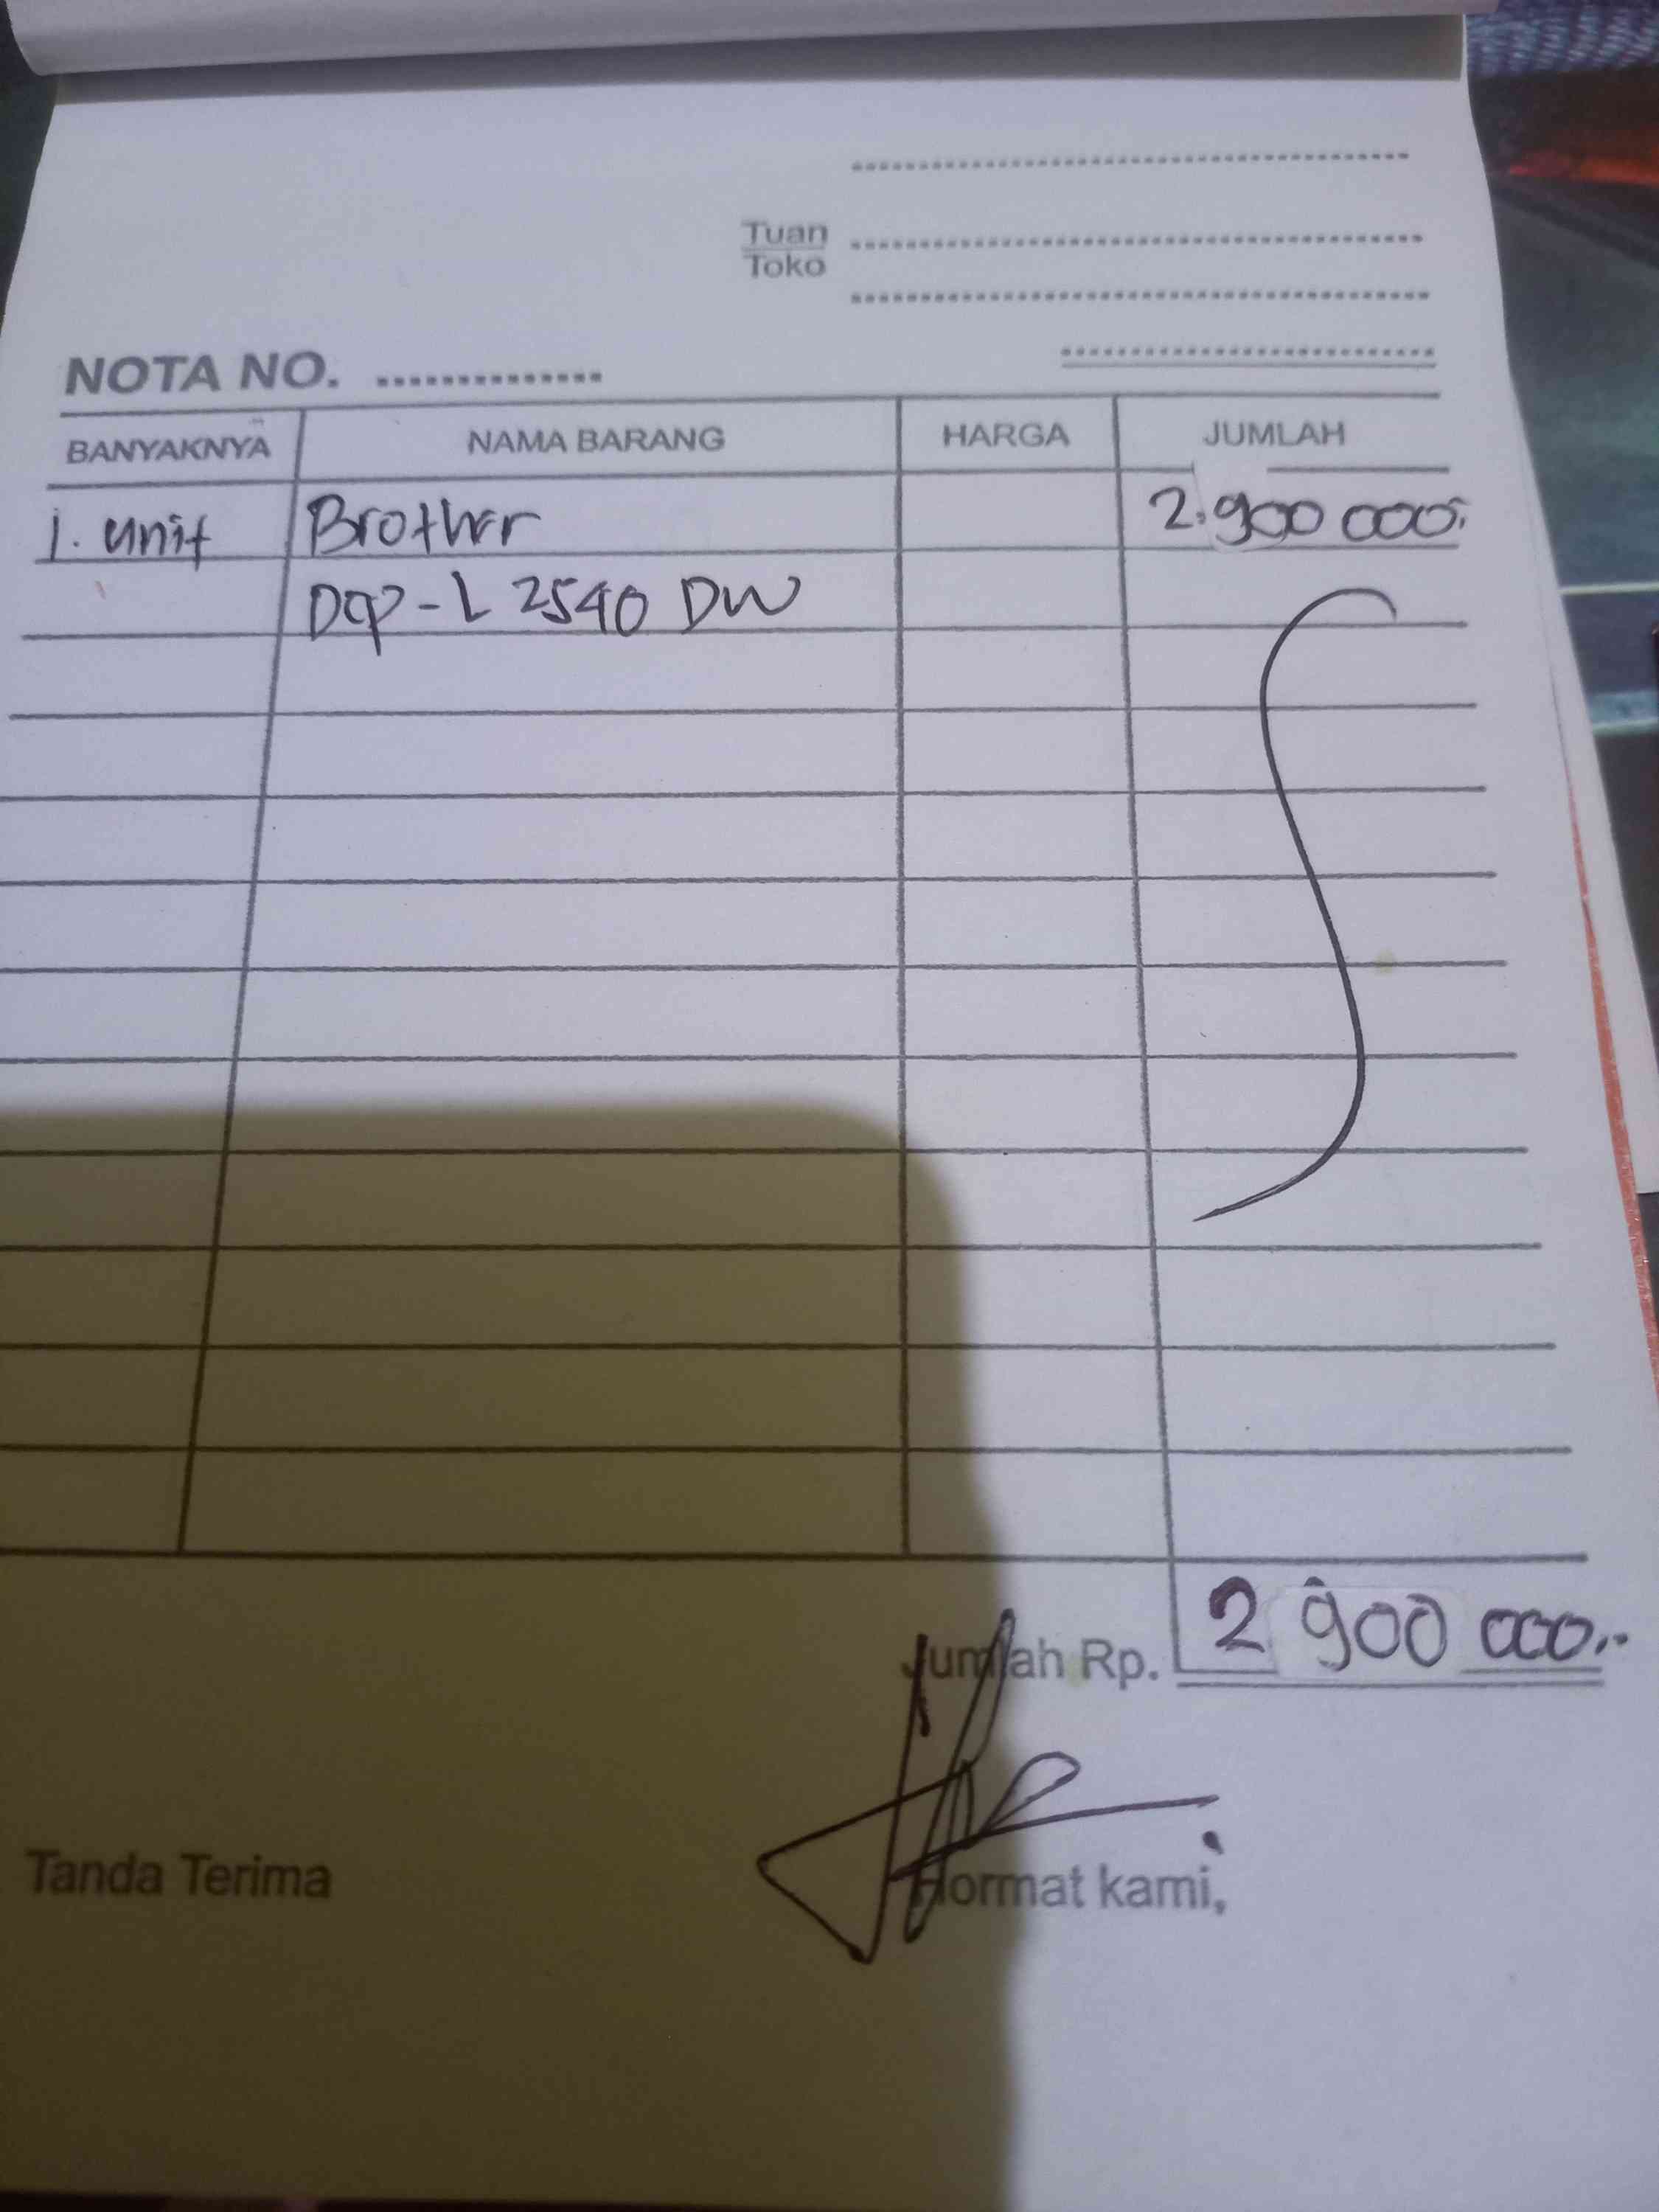 Tuan
Toko
NOTA NO. ..............
BANYAKNYA NAMA BARANG HARGA JUMLAH
1. unit Brother 2.900 000.
DCP-L 2540 DW
Jumlah Rp. 2 900 000..
Tanda Terima Hormat kami,